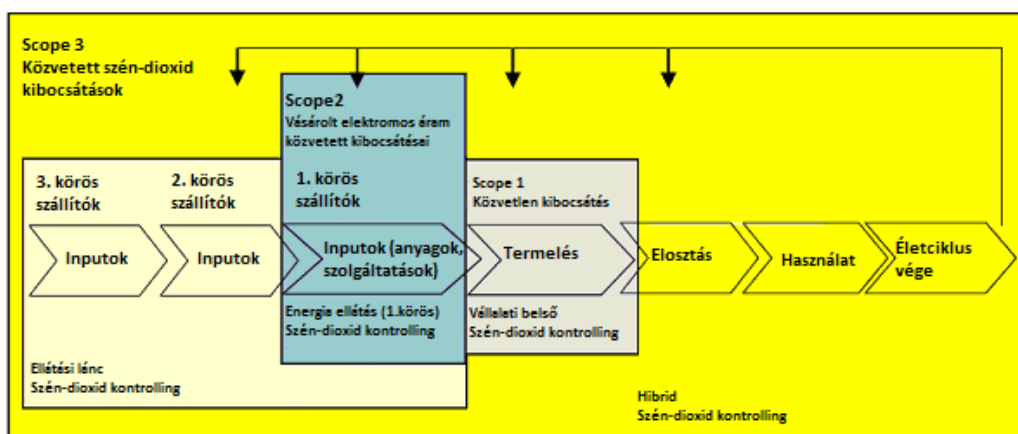 Scope 3
Közvetett szén-dioxid
kibocsátások
Scope2
Vásárolt elektromos áram
közvetett kibocsátásai
3. körös
szállítók
2. körös
szállítók
1. körös
szállítók
Scope 1
Közvetlen kibocsátás
Inputok
Inputok
Inputok (anyagok,
szolgáltatások)
Termelés
Elosztás
Használat
Életciklus
vége
Energia ellátás (1.körös)
Szén-dioxid kontrolling
Vállalati belső
Szén-dioxid kontrolling
Ellátási lánc
Szén-dioxid kontrolling
Hibrid
Szén-dioxid kontrolling